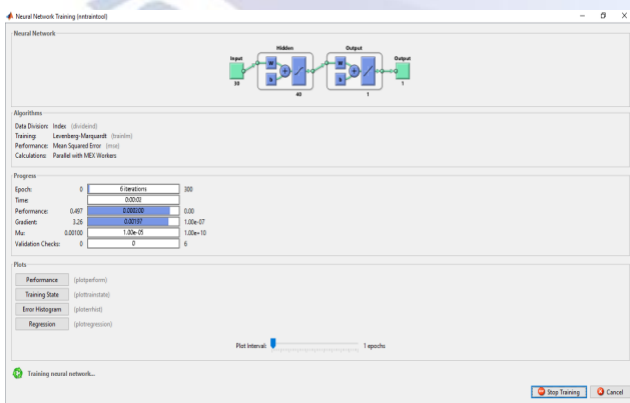 Neural Network Training (nntraintool)
Neural Network
Hidden Output
Input Output
W W
b b
10
40 1 1
Algorithms
Data Division: Index (divideind)
Training: Levenberg-Marquardt (trainlm)
Performance: Mean Squared Error (mse)
Calculations: Parallel with MEX Workers
Progress
Epoch: 0 6 iterations 300
Time: 0:00:02
Performance: 0.497 0.000200 0.00
Gradient: 3.26 0.00197 1.00e-07
Mu: 0.00100 1.00e-05 1.00e+10
Validation Checks: 0 0 6
Plots
Performance (plotperform)
Training State (plottrainstate)
Error Histogram (ploterrhist)
Regression (plotregression)
Plot Interval: 1 epochs
Training neural network...
Stop Training Cancel